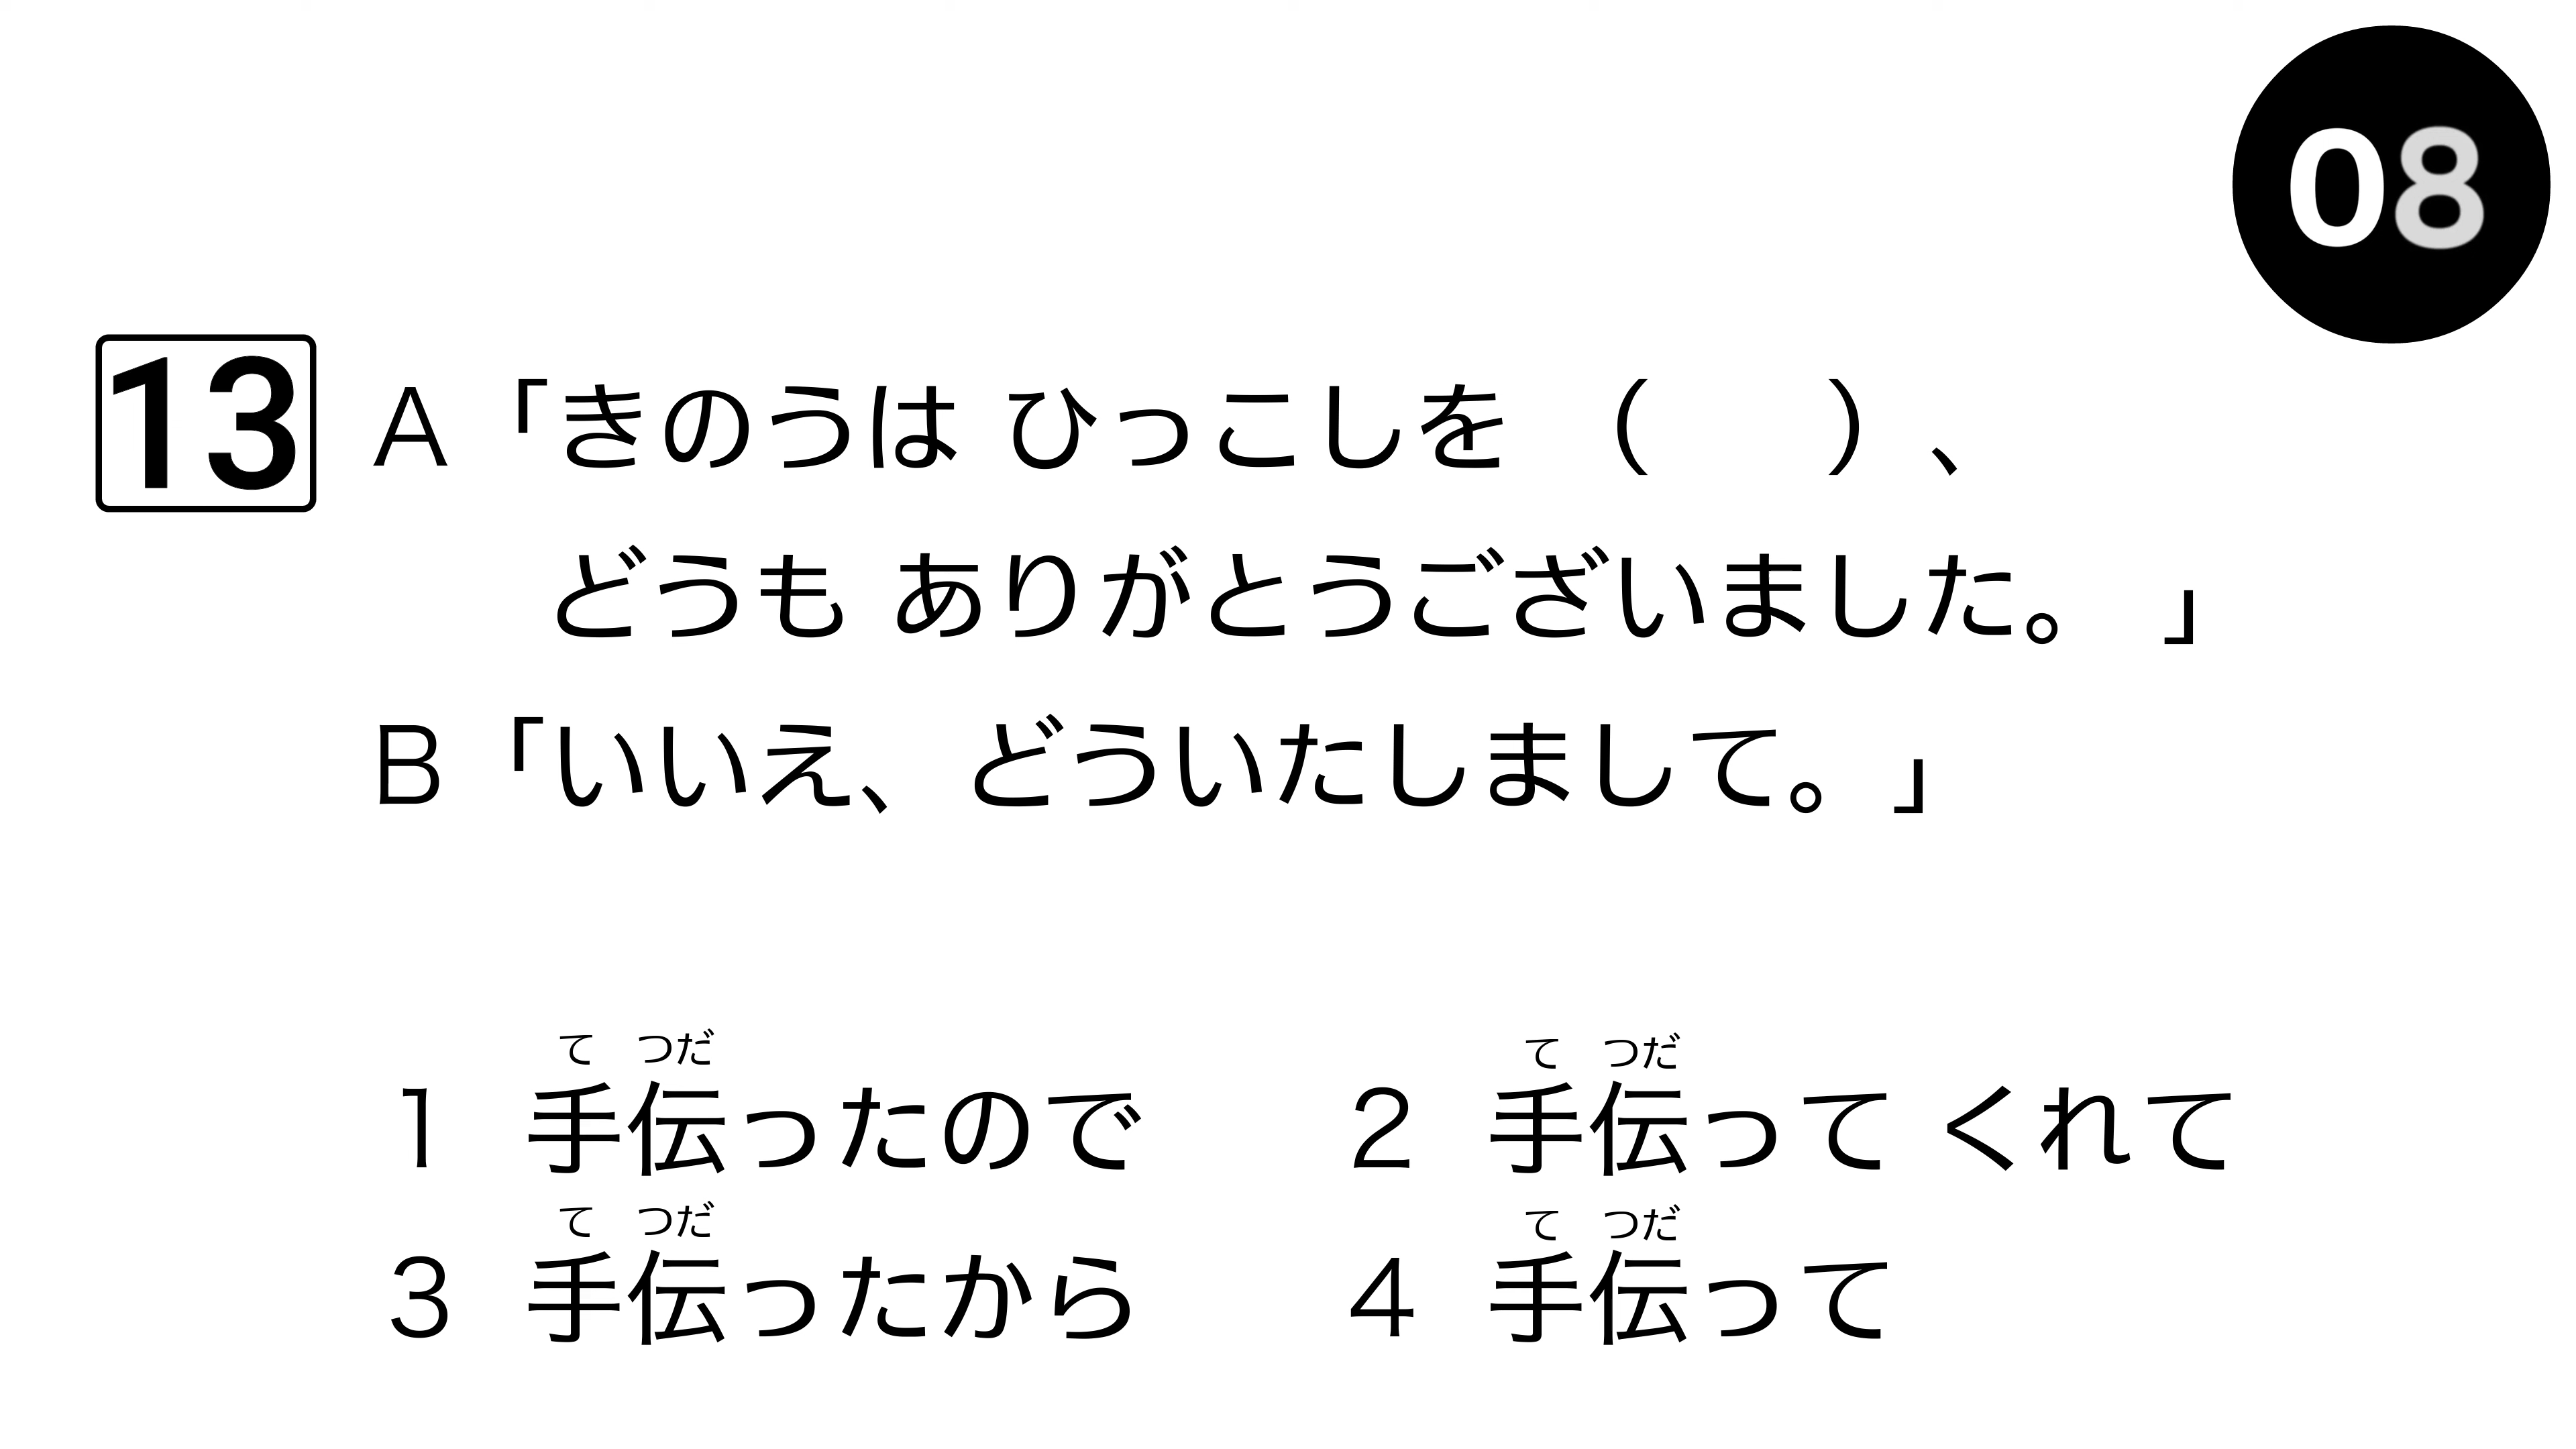 08
13 A「きのうは ひっこしを （　　）、
どうも ありがとうございました。 」
B「いいえ、どういたしまして。」
て つだ て つだ
1 手伝ったので 2 手伝って くれて
て つだ て つだ
3 手伝ったから 4 手伝って